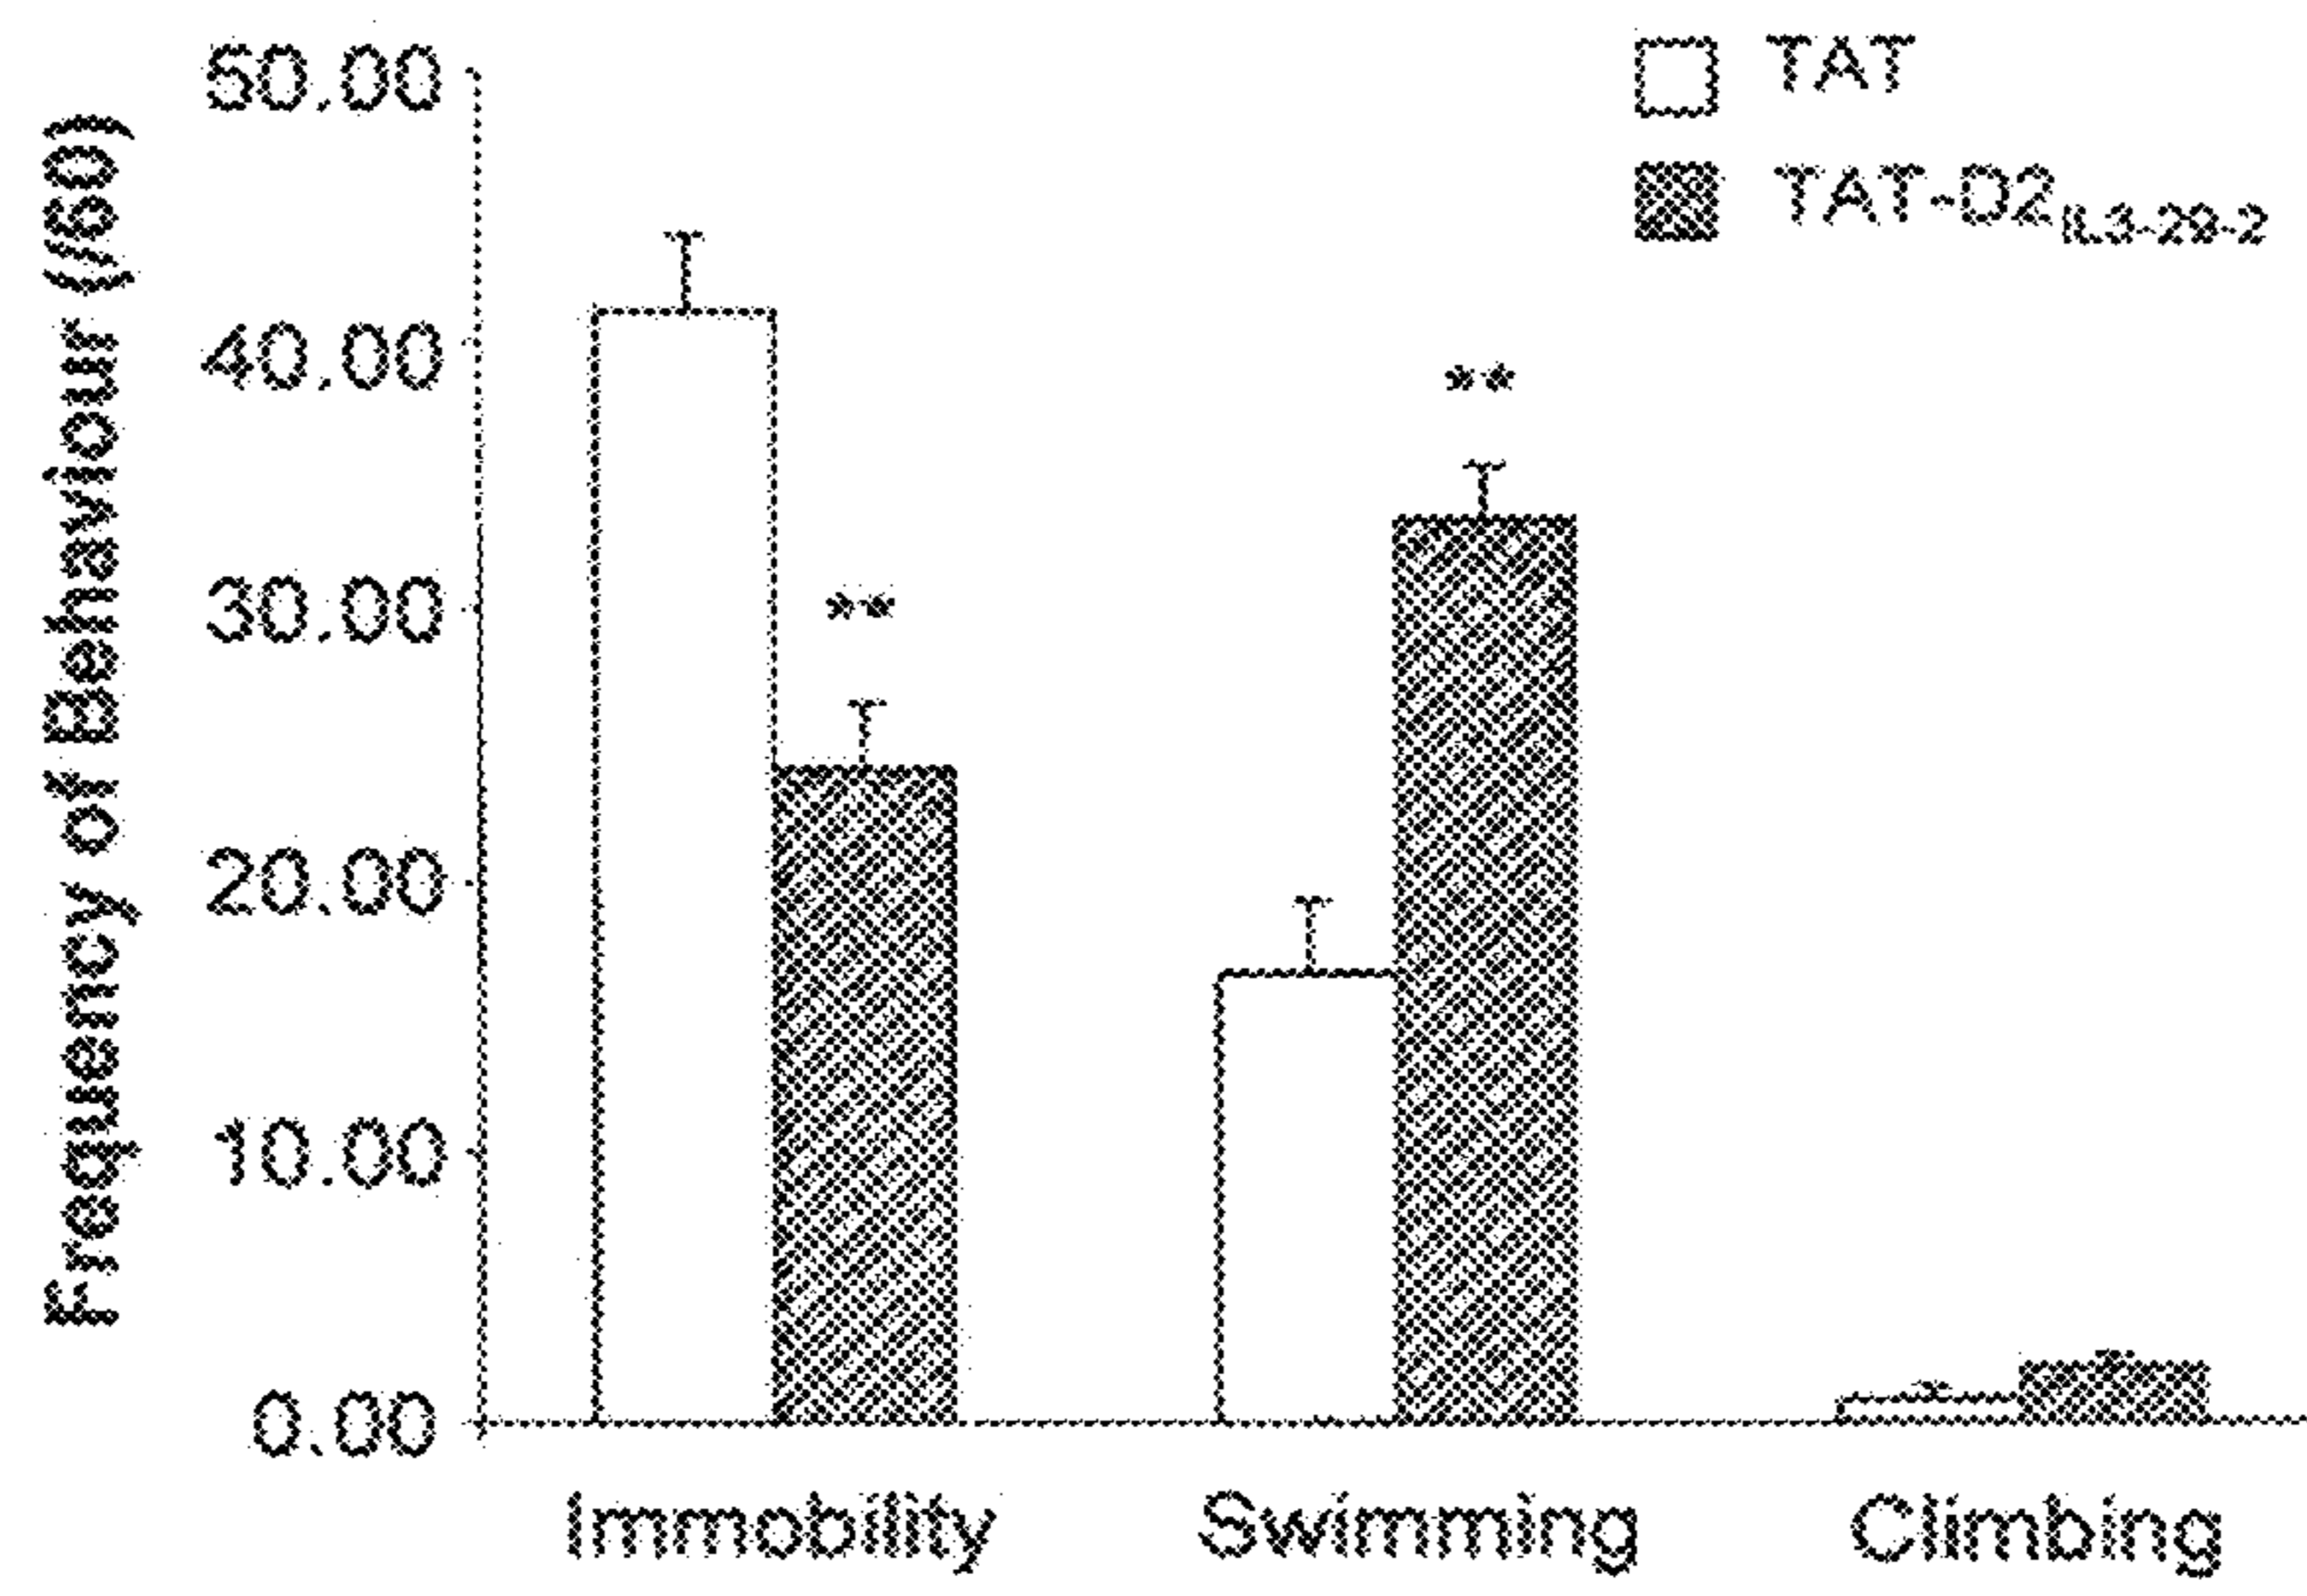 Frequency of Behaviour (/60)
50.00
40.00
30.00
20.00
10.00
0.00
TAT
TAT-D2IL3-29-2
**
**
Immobility Swimming Climbing